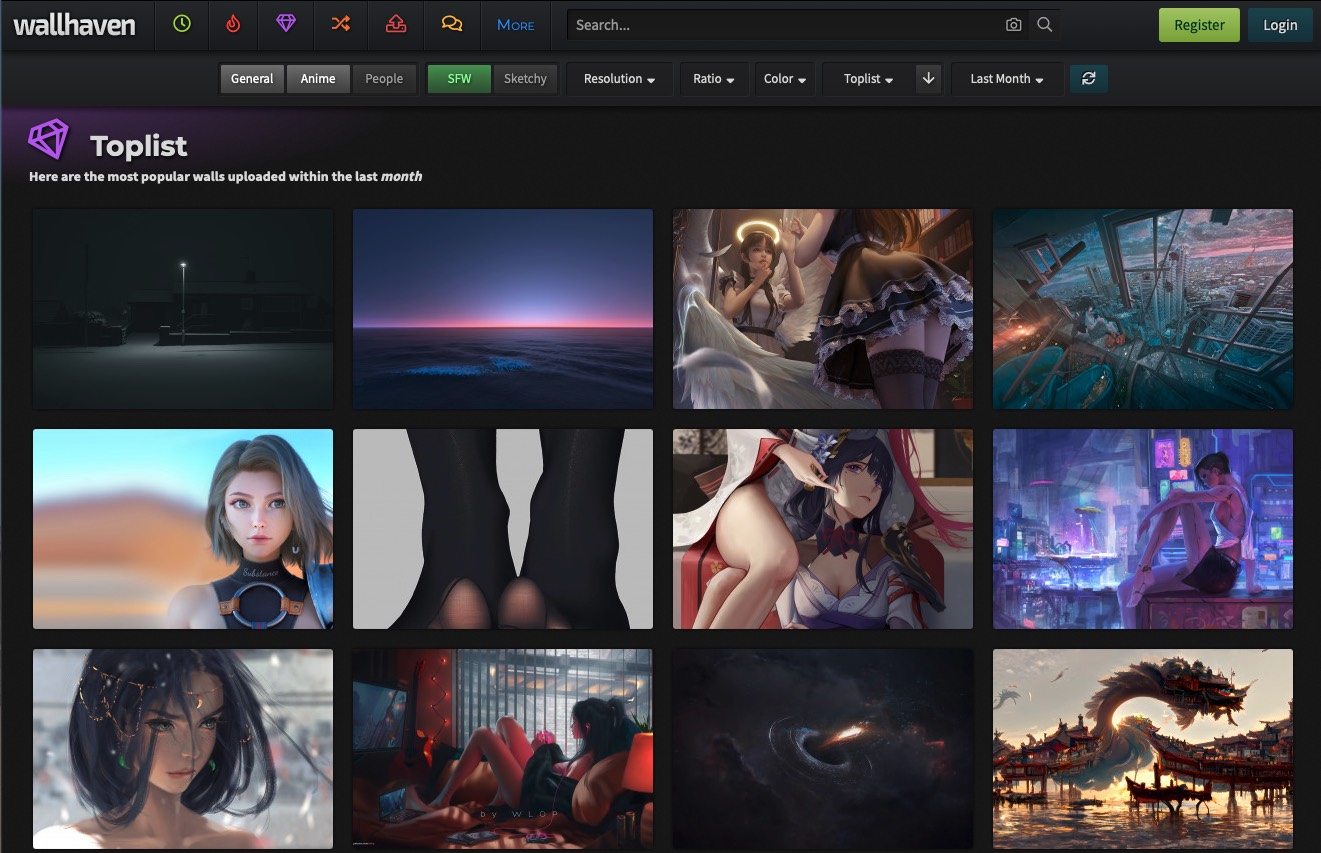 wallhaven
More
Search...
Register
Login
General
Anime
People
SFW
Sketchy
Resolution
Ratio
Color
Toplist
Last Month
Toplist
Here are the most popular walls uploaded within the last month
Substance
by WLOP